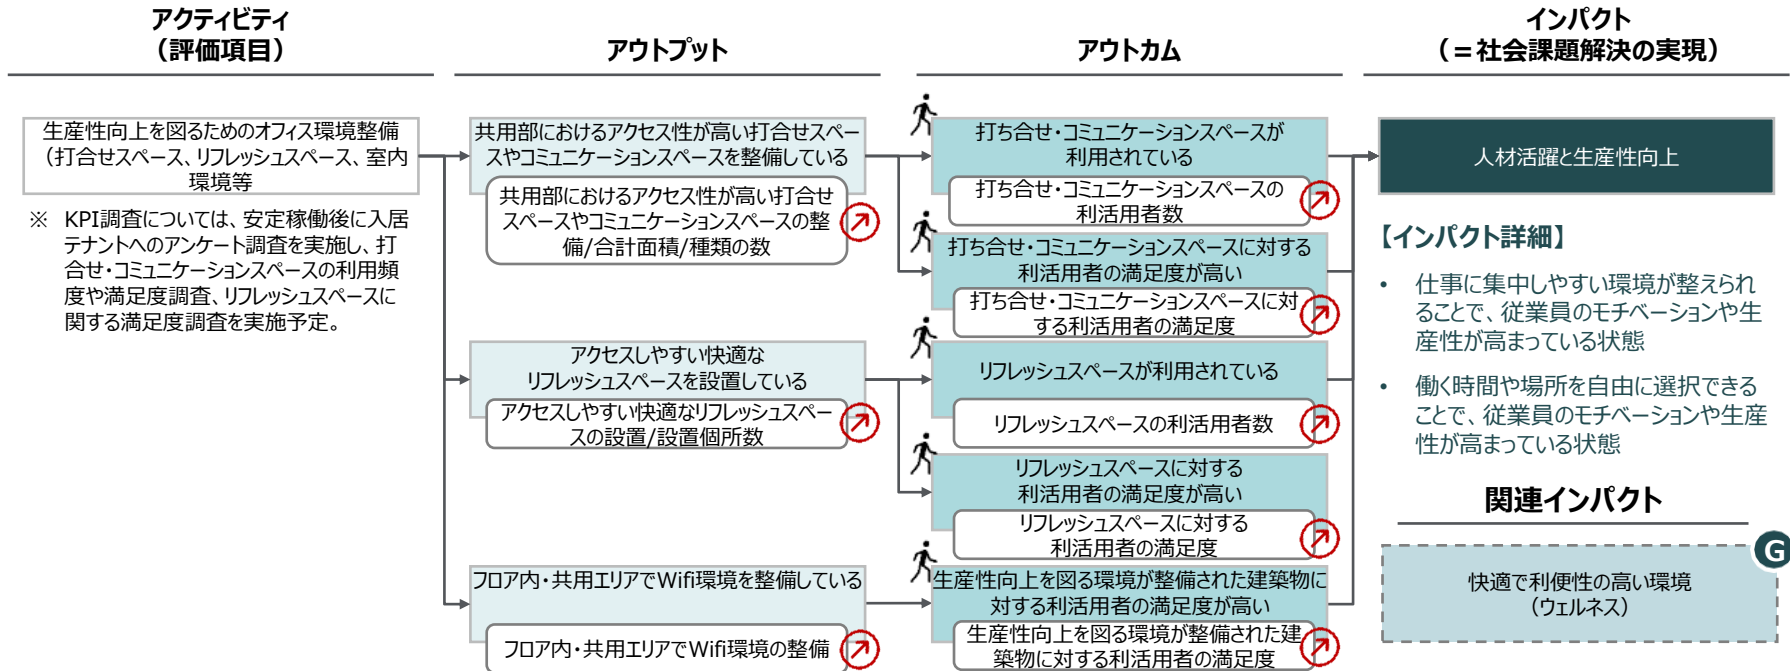 アクティビティ
（評価項目）
アウトプット
アウトカム
インパクト
（＝社会課題解決の実現）
生産性向上を図るためのオフィス環境整備
（打合せスペース、リフレッシュスペース、室内
環境等
※ KPI調査については、安定稼働後に入居
テナントへのアンケート調査を実施し、打
合せ・コミュニケーションスペースの利用頻
度や満足度調査、リフレッシュスペースに
関する満足度調査を実施予定。
共用部におけるアクセス性が高い打合せスペー
スやコミュニケーションスペースを整備している
共用部におけるアクセス性が高い打合せ
スペースやコミュニケーションスペースの整
備/合計面積/種類の数
アクセスしやすい快適な
リフレッシュスペースを設置している
アクセスしやすい快適なリフレッシュスペー
スの設置/設置個所数
フロア内・共用エリアでWifi環境を整備している
フロア内・共用エリアでWifi環境の整備
打ち合せ・コミュニケーションスペースが
利用されている
打ち合せ・コミュニケーションスペースの
利活用者数
打ち合せ・コミュニケーションスペースに対する
利活用者の満足度が高い
打ち合せ・コミュニケーションスペースに対
する利活用者の満足度
リフレッシュスペースが利用されている
リフレッシュスペースの利活用者数
リフレッシュスペースに対する
利活用者の満足度が高い
リフレッシュスペースに対する
利活用者の満足度
生産性向上を図る環境が整備された建築物に
対する利活用者の満足度が高い
生産性向上を図る環境が整備された建
築物に対する利活用者の満足度
人材活躍と生産性向上
【インパクト詳細】
• 仕事に集中しやすい環境が整えられ
ることで、従業員のモチベーションや生
産性が高まっている状態
• 働く時間や場所を自由に選択できる
ことで、従業員のモチベーションや生産
性が高まっている状態
関連インパクト
G
快適で利便性の高い環境
（ウェルネス）